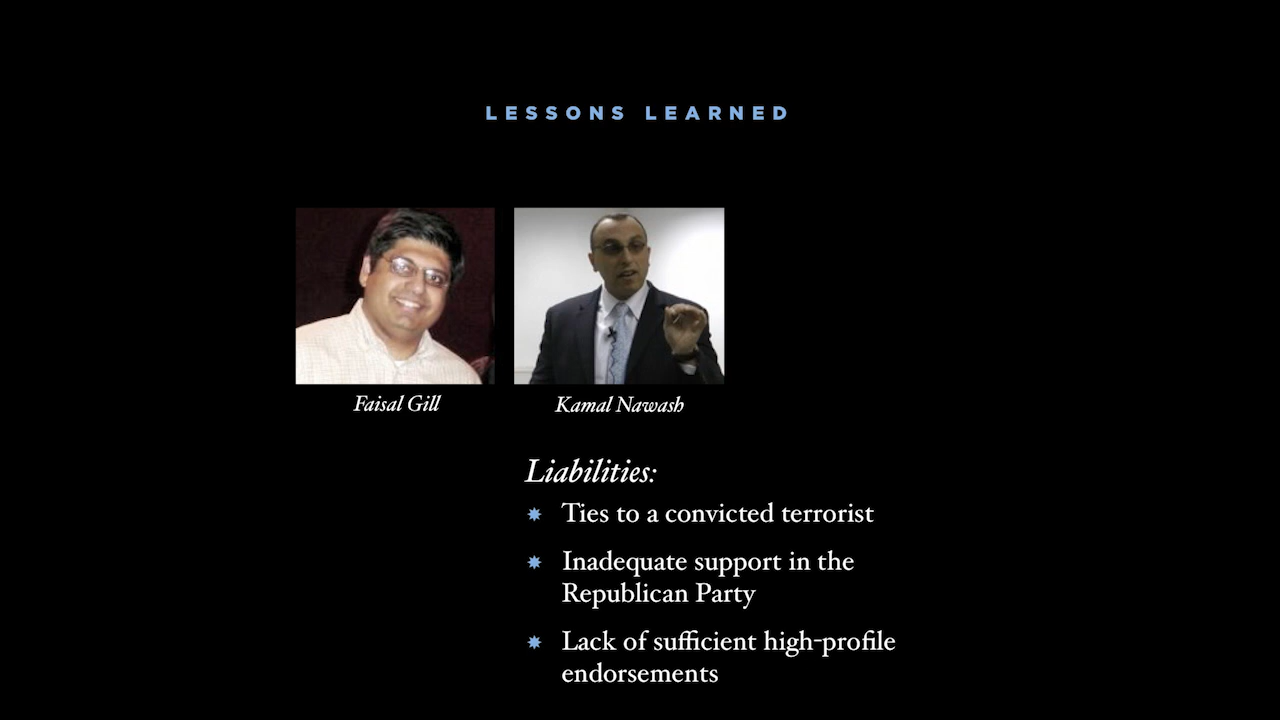 LESSONS LEARNED
Faisal Gill
Kamal Nawash
Liabilities:
Ties to a convicted terrorist
Inadequate support in the
Republican Party
Lack of sufficient high-profile
endorsements